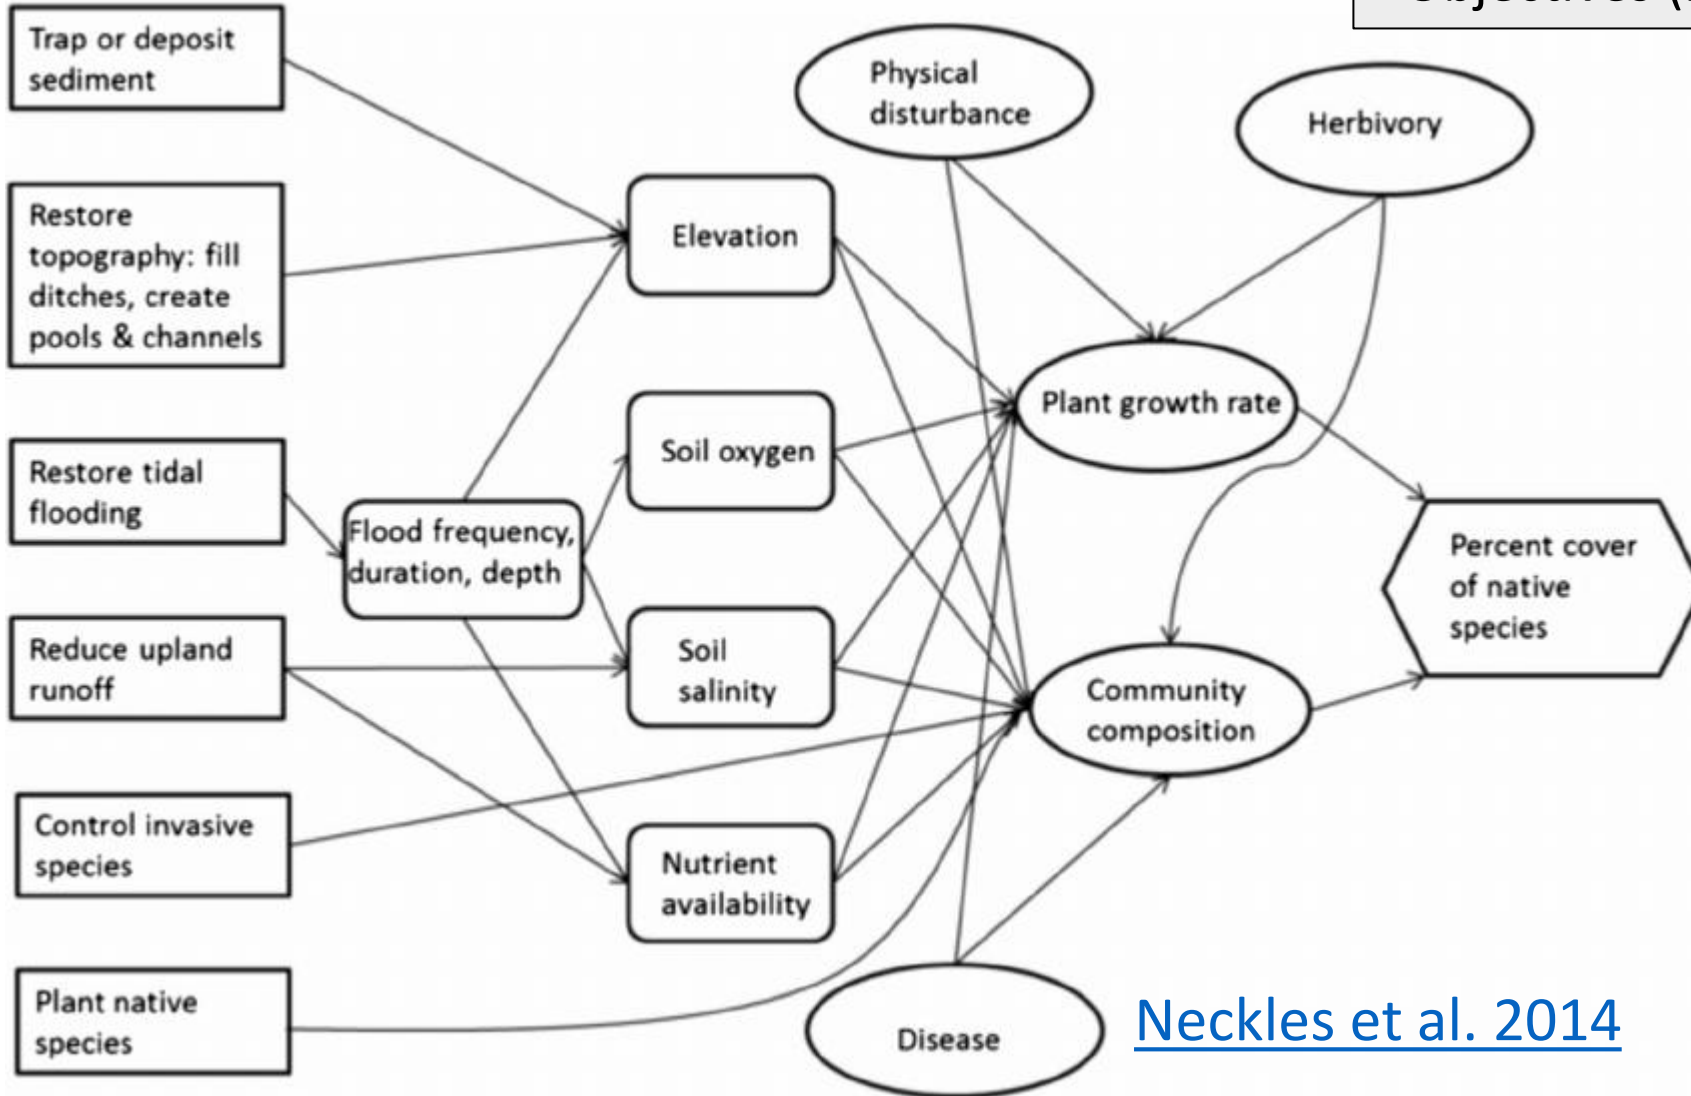 Objectives
Trap or deposit
sediment
Physical
disturbance
Herbivory
Restore
topography: fill
ditches, create
pools & channels
Elevation
Plant growth rate
Restore tidal
flooding
Soil oxygen
Flood frequency,
duration, depth
Percent cover
of native
species
Reduce upland
runoff
Soil
salinity
Community
composition
Control invasive
species
Nutrient
availability
Plant native
species
Disease
Neckles et al. 2014